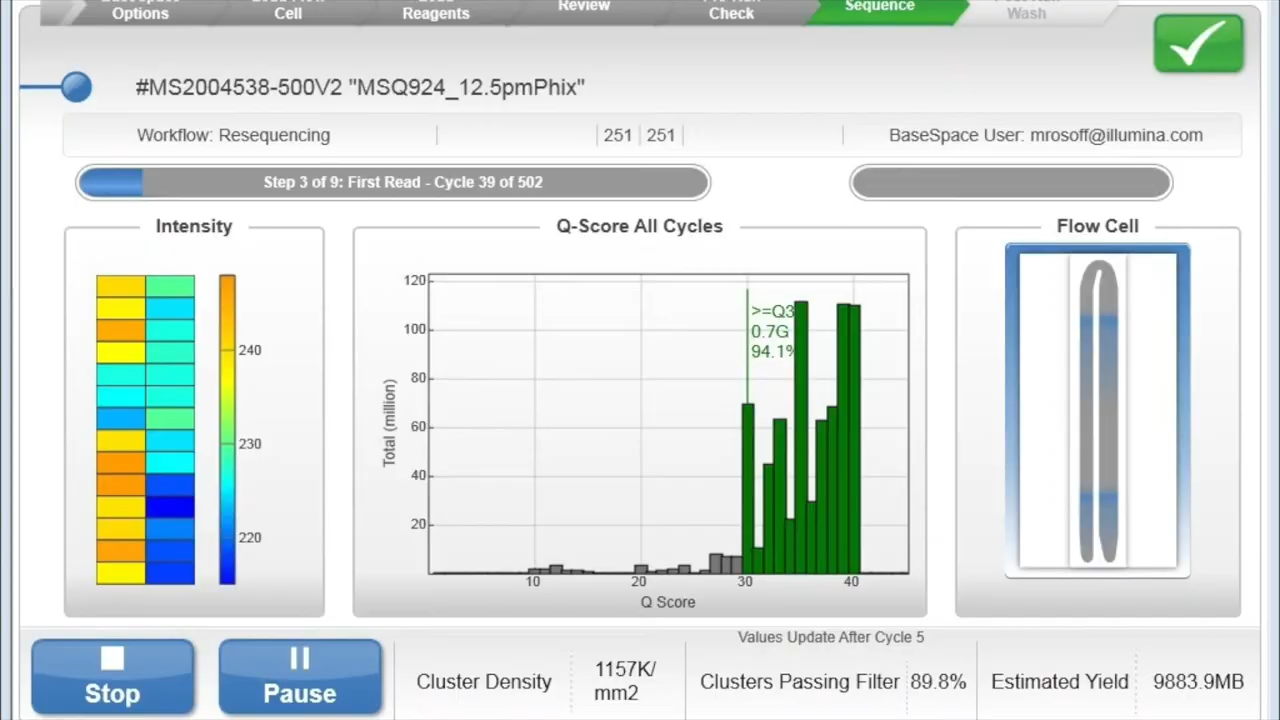 Options
Cell
Reagents
Review
Check
Sequence
Wash
#MS2004538-500V2 "MSQ924_12.5pmPhix"
Workflow: Resequencing
251 251
BaseSpace User: mrosoff@illumina.com
Step 3 of 9: First Read - Cycle 39 of 502
Intensity
240
230
220
Q-Score All Cycles
Total (million)
120
100
80
60
40
20
>=Q3
0.7G
94.1%
10 20 30 40
Q Score
Flow Cell
Values Update After Cycle 5
Stop
Pause
Cluster Density
1157K/
mm2
Clusters Passing Filter 89.8%
Estimated Yield 9883.9MB